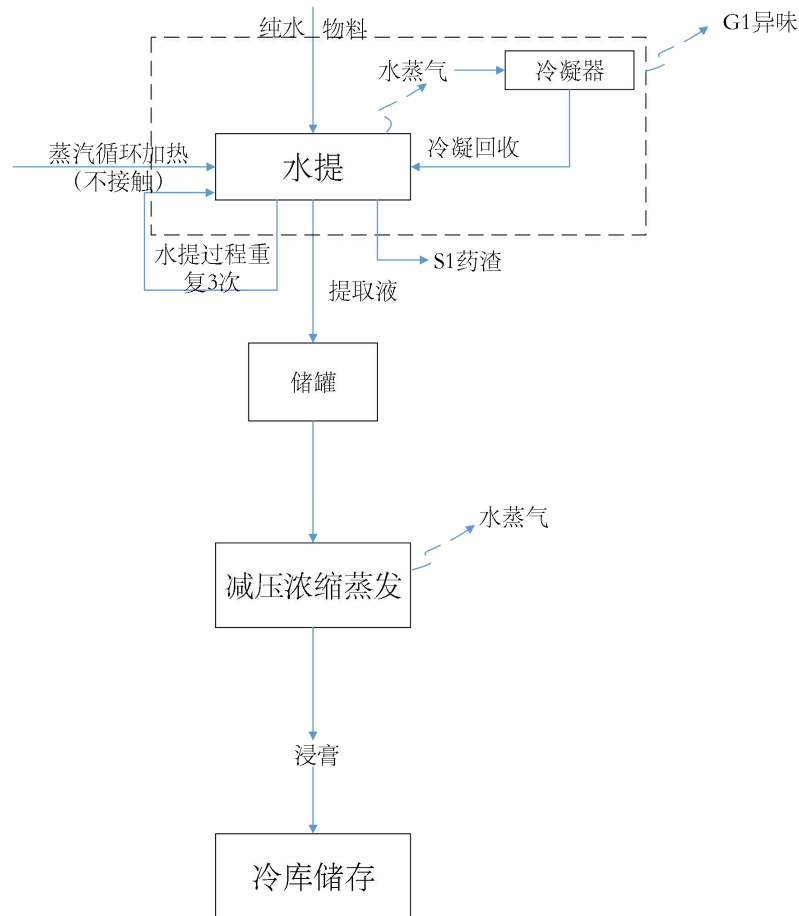 G1异味
纯水 物料
水蒸气
冷凝器
蒸汽循环加热
（不接触）
水提
冷凝回收
水提过程重
复3次
S1药渣
提取液
储罐
水蒸气
减压浓缩蒸发
浸膏
冷库储存